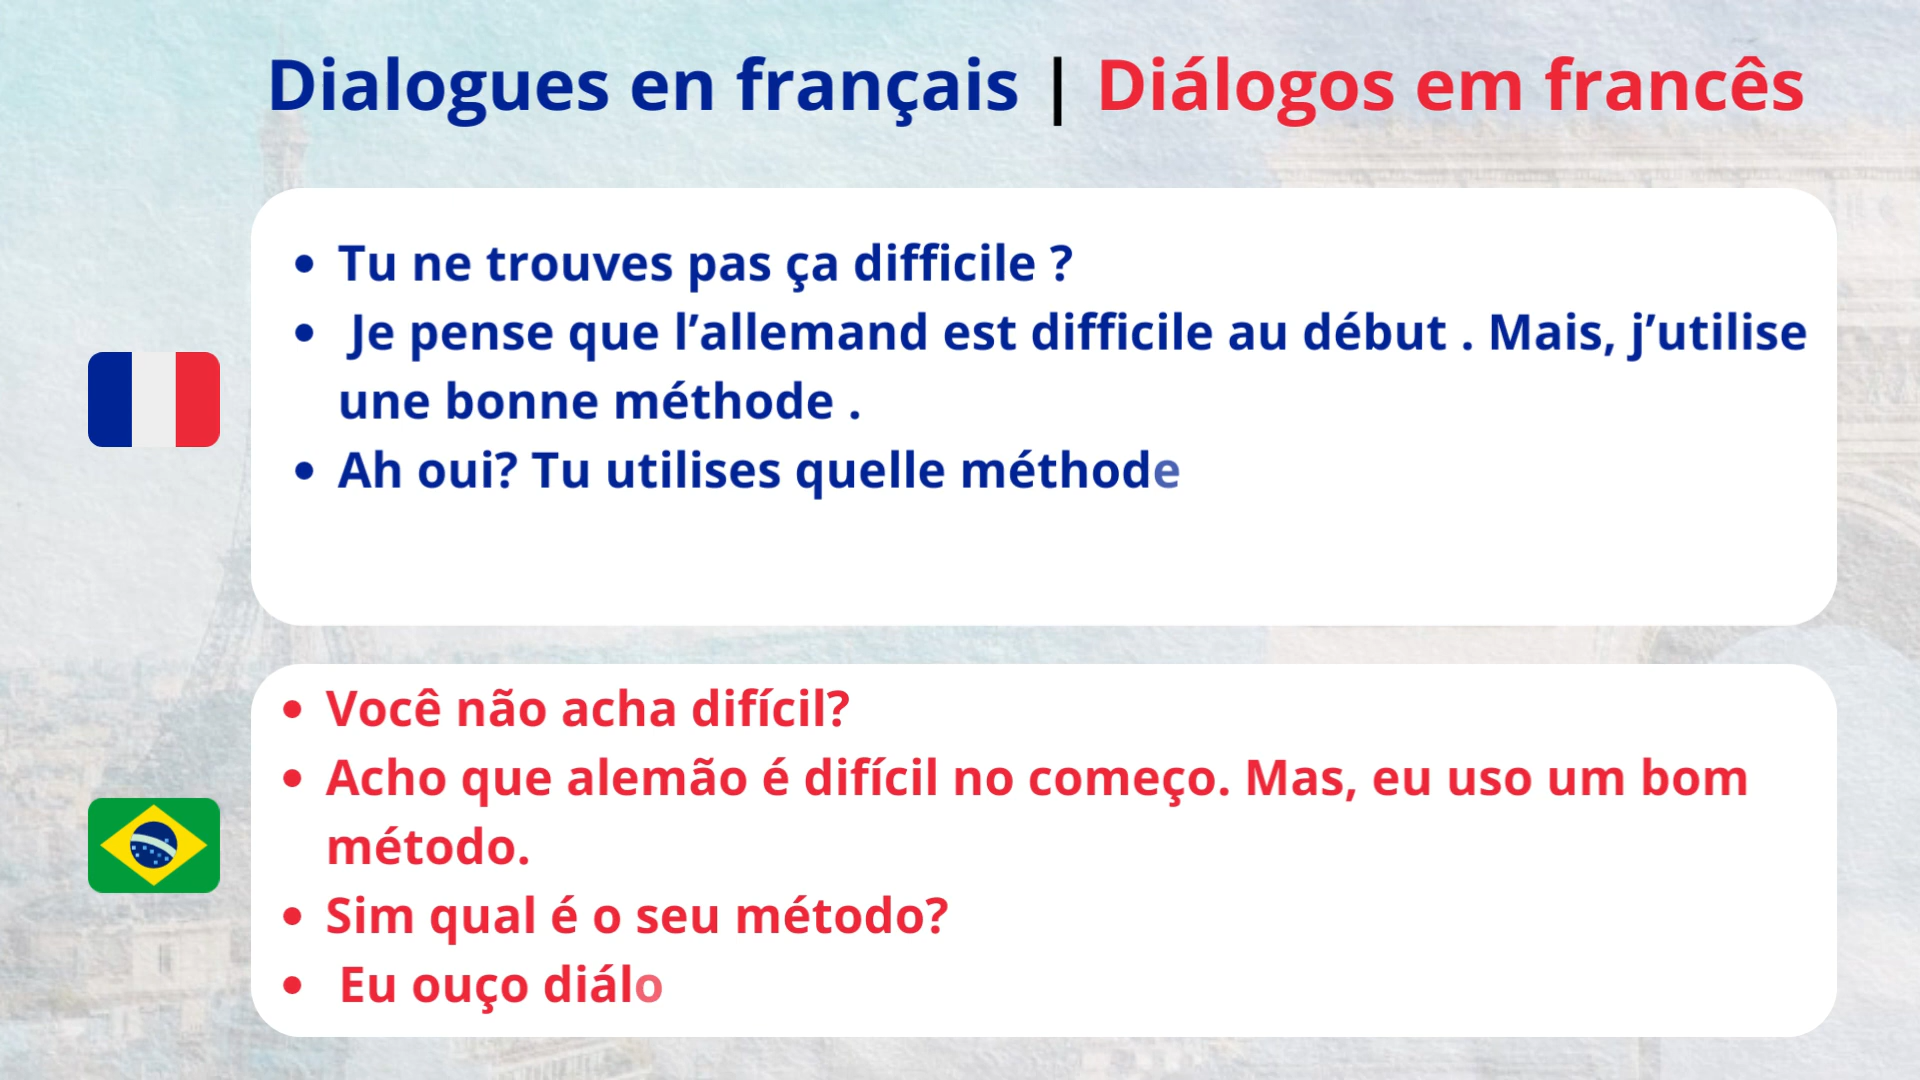 Dialogues en français | Diálogos em francês
• Tu ne trouves pas ça difficile ?
• Je pense que l’allemand est difficile au début . Mais, j’utilise
une bonne méthode .
• Ah oui? Tu utilises quelle méthode
• Você não acha difícil?
• Acho que alemão é difícil no começo. Mas, eu uso um bom
método.
• Sim qual é o seu método?
• Eu ouço diálo